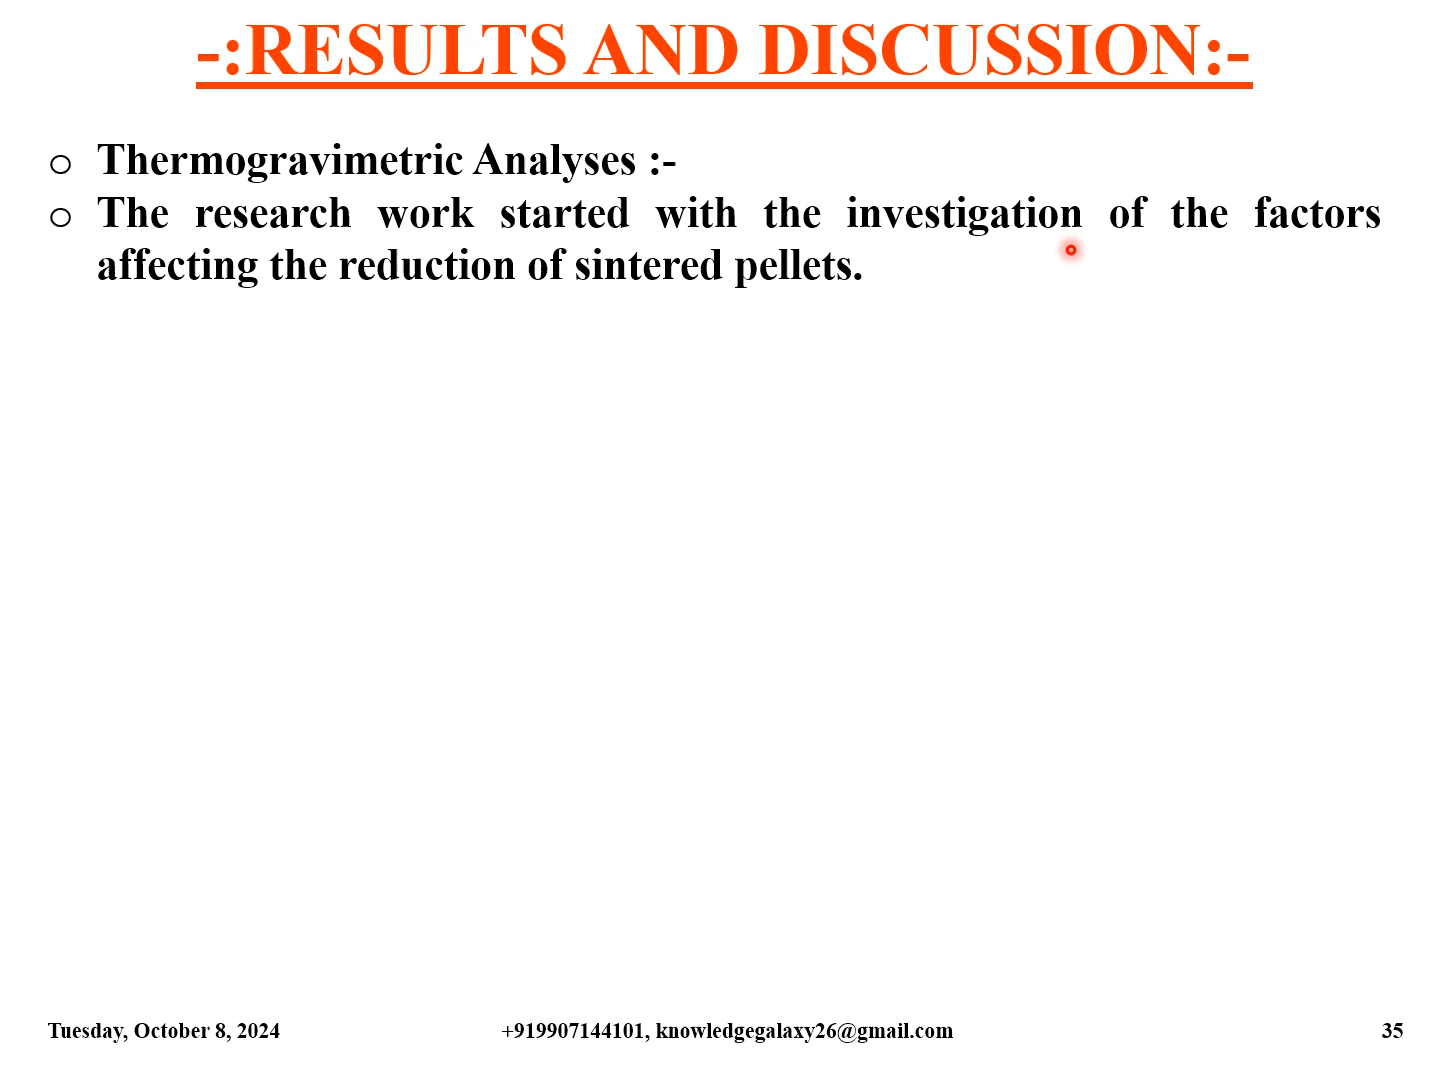 -:RESULTS AND DISCUSSION:-
Thermogravimetric Analyses :-
The research work started with the investigation of the factors
affecting the reduction of sintered pellets.
Tuesday, October 8, 2024
+919907144101, knowledgegalaxy26@gmail.com
35